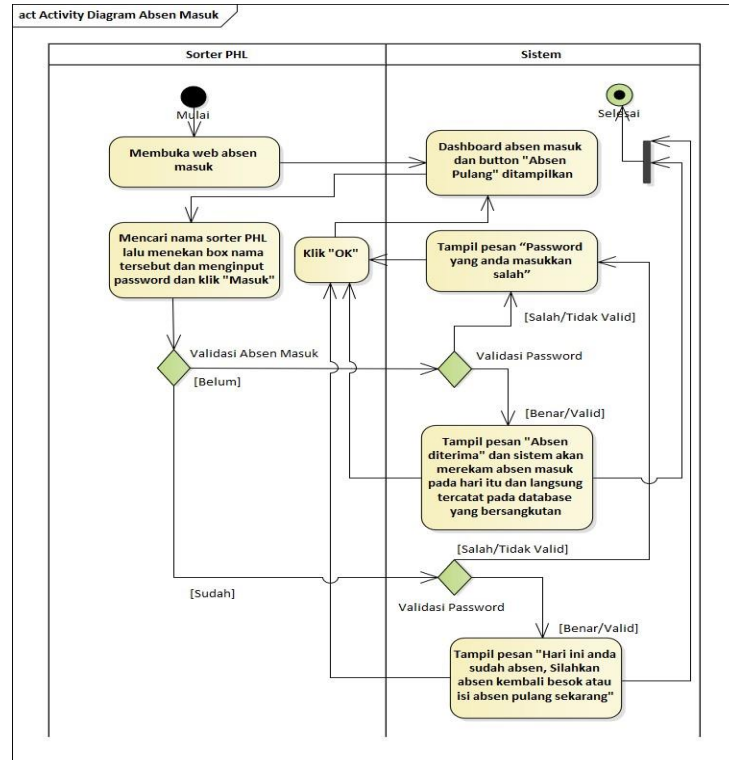 act Activity Diagram Absen Masuk
Sorter PHL
Sistem
Mulai
Selesai
Membuka web absen
masuk
Dashboard absen masuk
dan button "Absen
Pulang" ditampilkan
Mencari nama sorter PHL
lalu menekan box nama
tersebut dan menginput
password dan klik "Masuk"
Klik "OK"
Tampil pesan “Password
yang anda masukkan
salah”
[Salah/Tidak Valid]
Validasi Absen Masuk
Validasi Password
[Belum]
[Benar/Valid]
Tampil pesan "Absen
diterima" dan sistem akan
merekam absen masuk
pada hari itu dan langsung
tercatat pada database
yang bersangkutan
[Salah/Tidak Valid]
[Sudah]
Validasi Password
[Benar/Valid]
Tampil pesan "Hari ini anda
sudah absen, Silahkan
absen kembali besok atau
isi absen pulang sekarang"